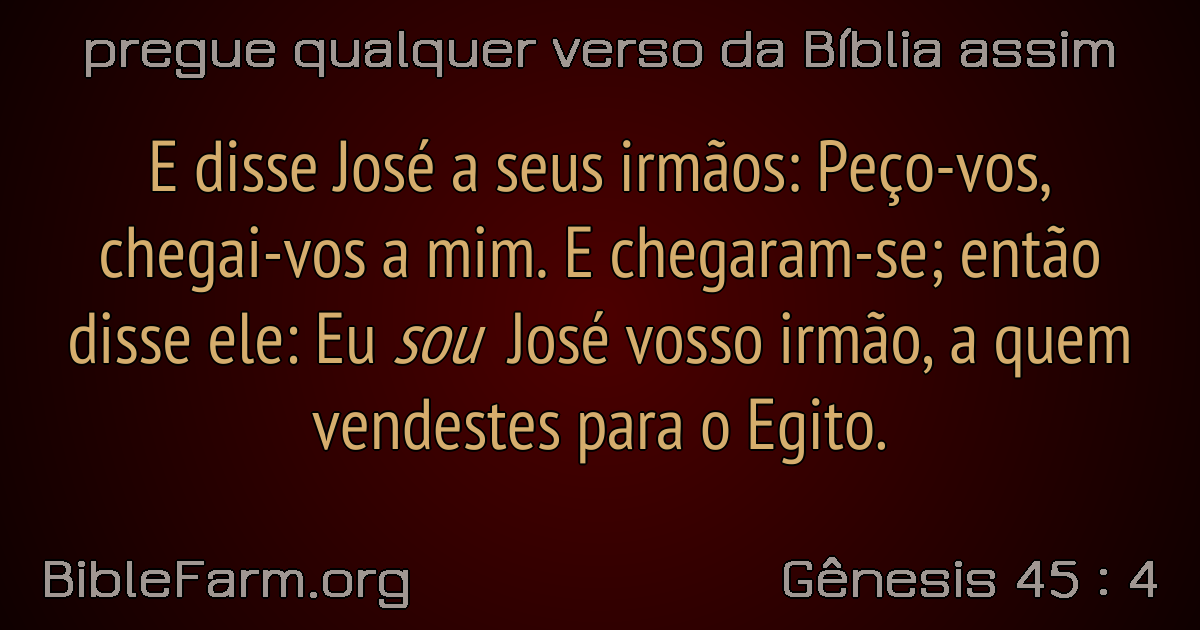 pregue qualquer verso da Bíblia assim
E disse José a seus irmãos: Peço-vos,
chegai-vos a mim. E chegaram-se; então
disse ele: Eu sou José vosso irmão, a quem
vendestes para o Egito.
BibleFarm.org
Gênesis 45 : 4